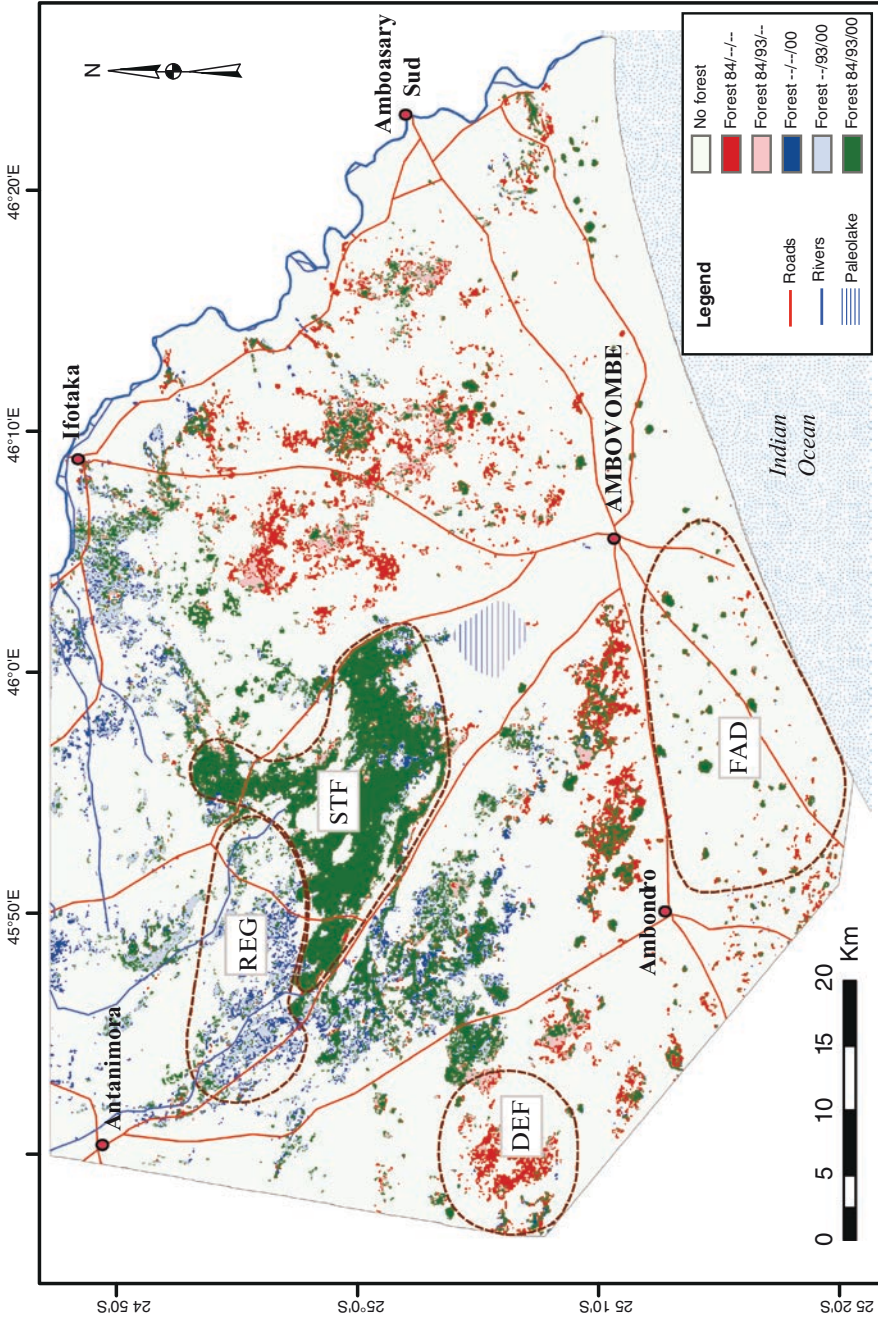 46°20'E
46°10'E
46°0'E
45°50'E
24 50'S
25°0'S
25 10'S
25 20'S
N
Ifotaka
Amboasary
Sud
Antanimora
REG
STF
AMBOVOMBE
DEF
Ambondro
FAD
Indian
Ocean
0 5 10 15 20
Km
Legend
Roads
Rivers
Paleolake
No forest
Forest 84/--/--
Forest 84/93/--
Forest --/--/00
Forest --/93/00
Forest 84/93/00